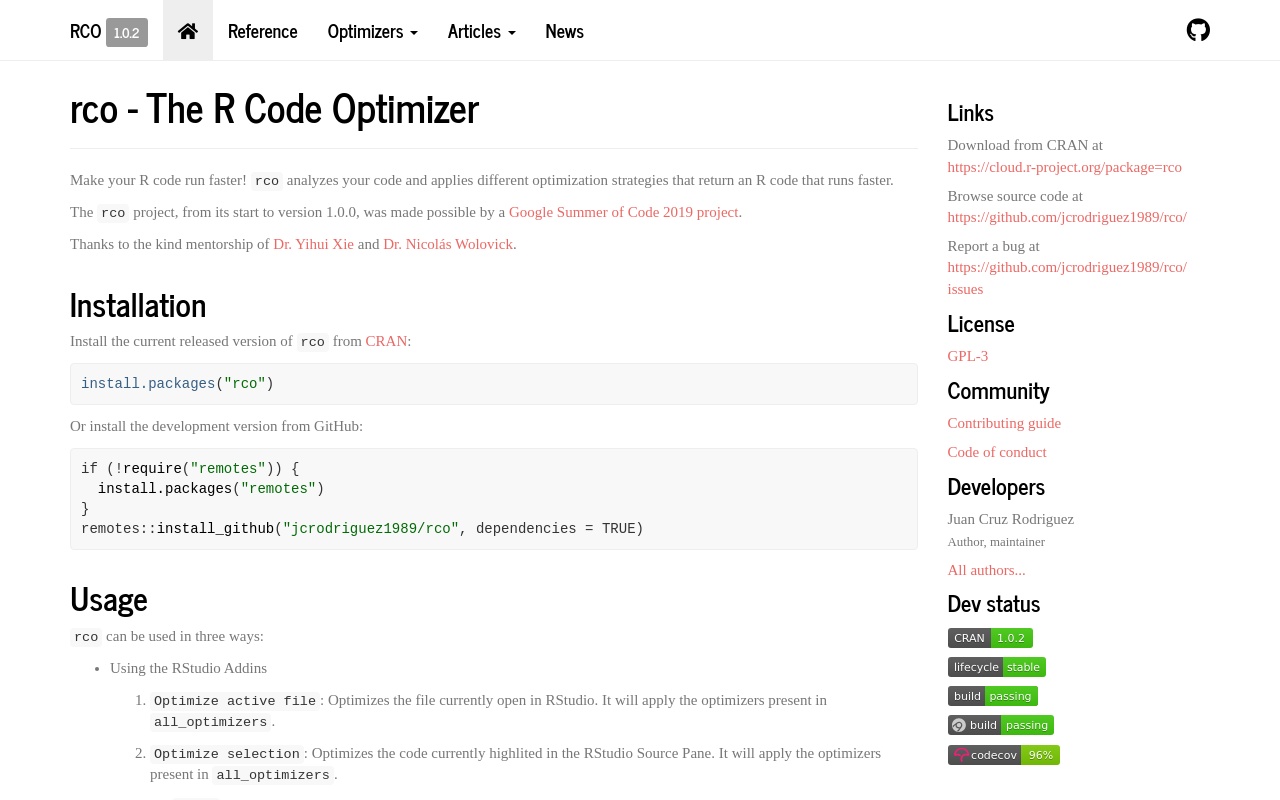 RCO 1.0.2 Reference Optimizers Articles News
rco - The R Code Optimizer
Make your R code run faster! rco analyzes your code and applies different optimization strategies that return an R code that runs faster.
The rco project, from its start to version 1.0.0, was made possible by a Google Summer of Code 2019 project.
Thanks to the kind mentorship of Dr. Yihui Xie and Dr. Nicolás Wolovick.
Installation
Install the current released version of rco from CRAN:
install.packages("rco")
Or install the development version from GitHub:
if (!require("remotes")) {
  install.packages("remotes")
}
remotes::install_github("jcrodriguez1989/rco", dependencies = TRUE)
Usage
rco can be used in three ways:
• Using the RStudio Addins
1. Optimize active file: Optimizes the file currently open in RStudio. It will apply the optimizers present in
all_optimizers.
2. Optimize selection: Optimizes the code currently highlited in the RStudio Source Pane. It will apply the optimizers
present in all_optimizers.
Links
Download from CRAN at
https://cloud.r-project.org/package=rco
Browse source code at
https://github.com/jcrodriguez1989/rco/
Report a bug at
https://github.com/jcrodriguez1989/rco/
issues
License
GPL-3
Community
Contributing guide
Code of conduct
Developers
Juan Cruz Rodriguez
Author, maintainer
All authors...
Dev status
CRAN 1.0.2
lifecycle stable
build passing
build passing
codecov 96%